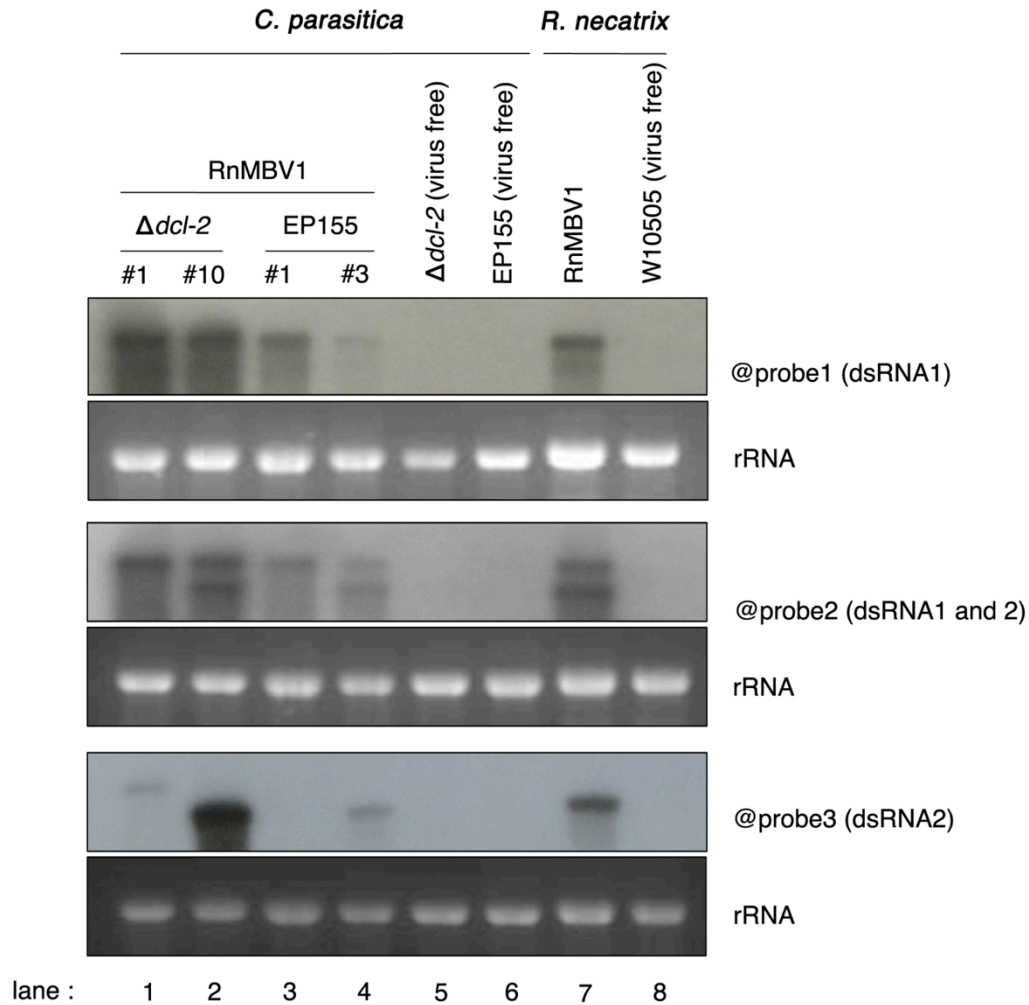 C. parasitica
R. necatrix
RnMBV1
Δdcl-2
EP155
#1
#10
#1
#3
Δdcl-2 (virus free)
EP155 (virus free)
RnMBV1
W10505 (virus free)
@probe1 (dsRNA1)
rRNA
@probe2 (dsRNA1 and 2)
rRNA
@probe3 (dsRNA2)
rRNA
lane : 1 2 3 4 5 6 7 8